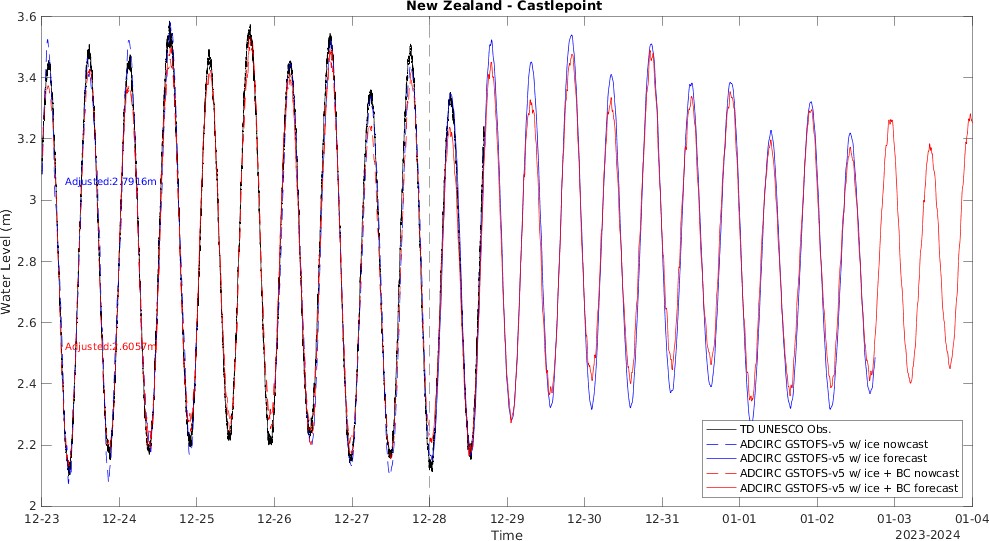 New Zealand - Castlepoint
3.6
3.4
3.2
3
2.8
2.6
2.4
2.2
2
Water Level (m)
Adjusted:2.7916m
Adjusted:2.6057m
TD UNESCO Obs.
ADCIRC GSTOFS-v5 w/ ice nowcast
ADCIRC GSTOFS-v5 w/ ice forecast
ADCIRC GSTOFS-v5 w/ ice + BC nowcast
ADCIRC GSTOFS-v5 w/ ice + BC forecast
12-23 12-24 12-25 12-26 12-27 12-28 12-29 12-30 12-31 01-01 01-02 01-03 01-04
Time
2023-2024